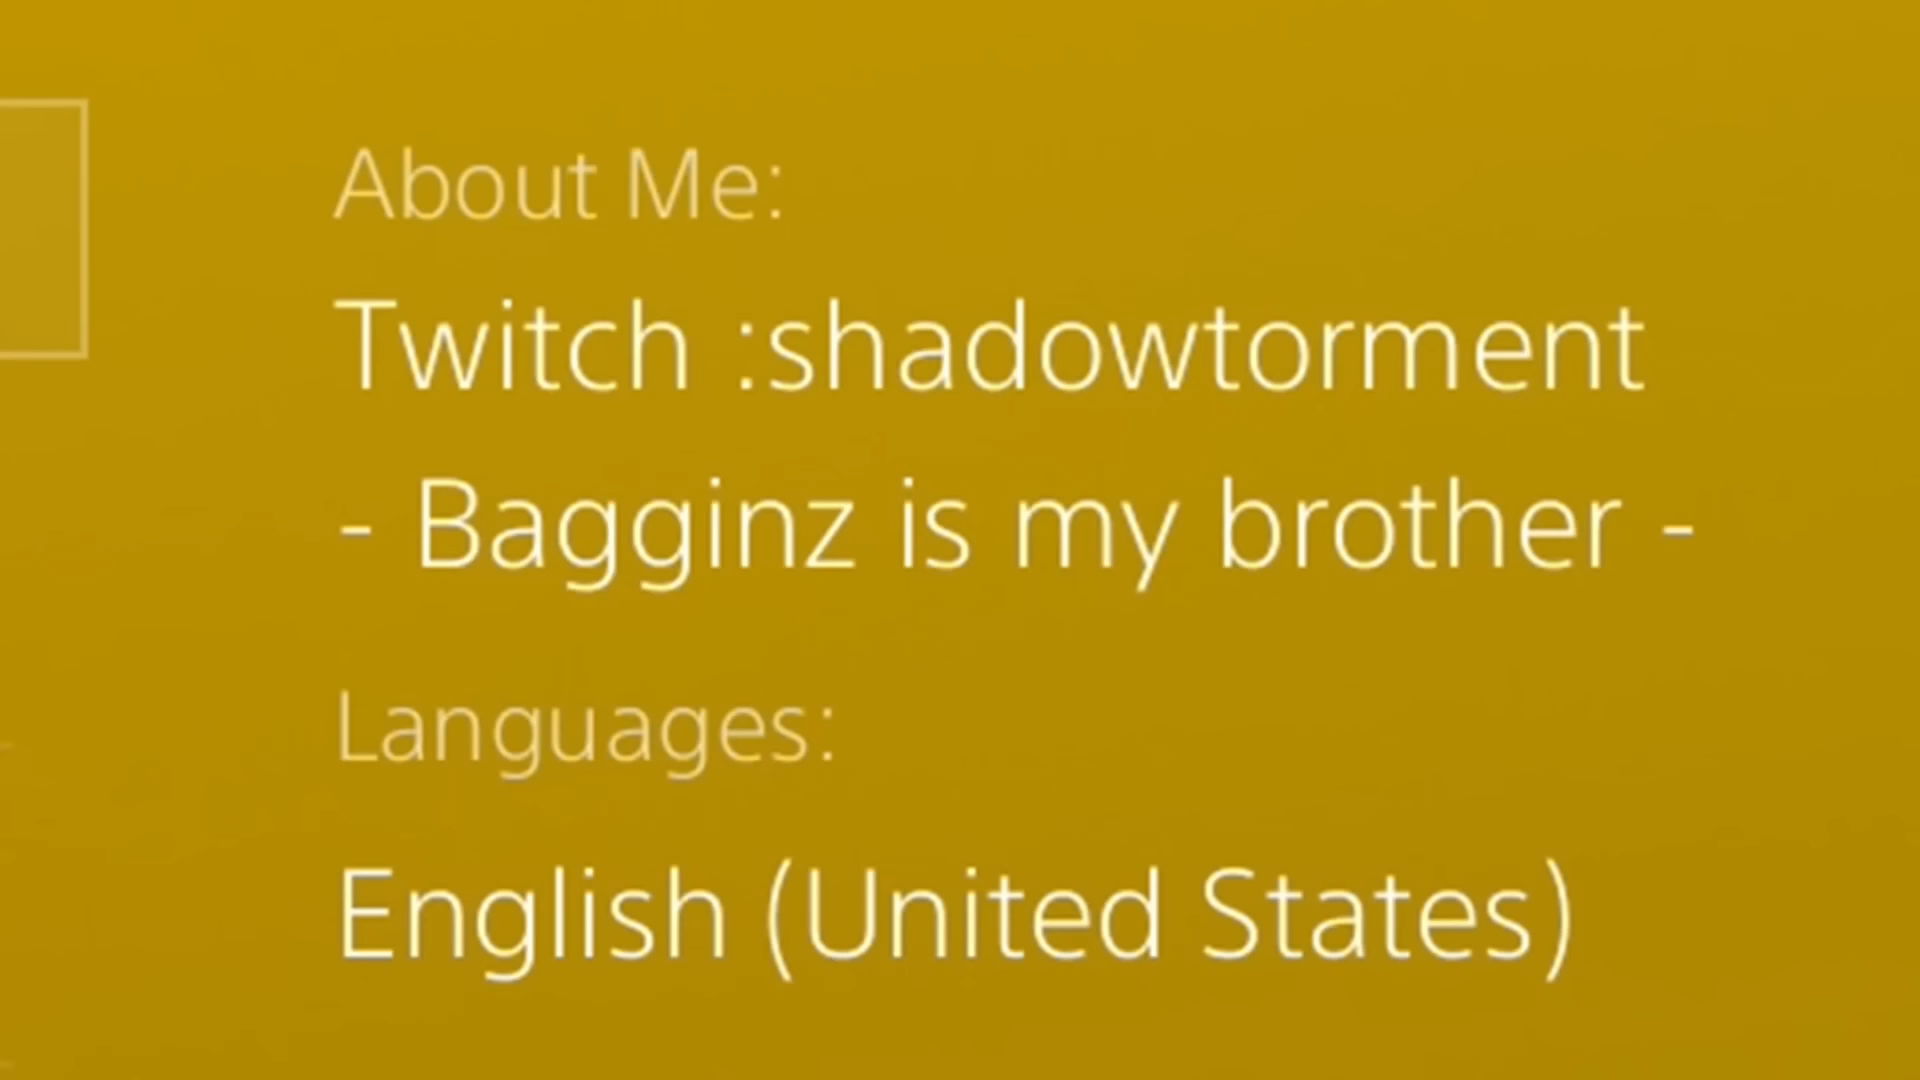 About Me:
Twitch :shadowtorment
- Bagginz is my brother -
Languages:
English (United States)